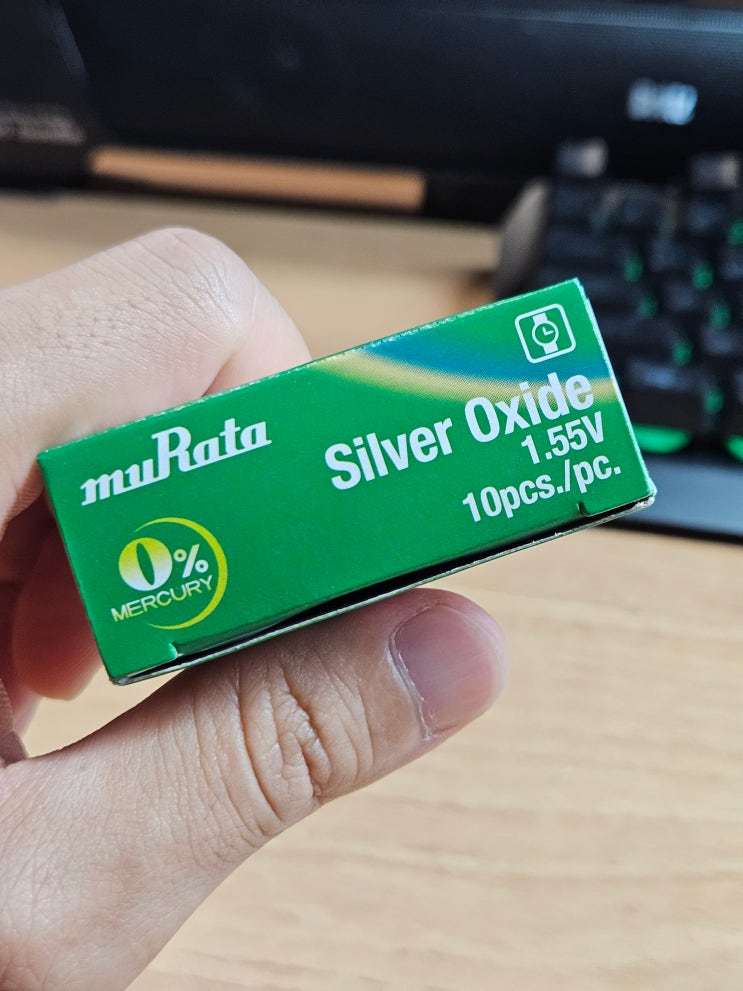 muRata
Silver Oxide
1.55V
10pcs./pc.
0%
MERCURY